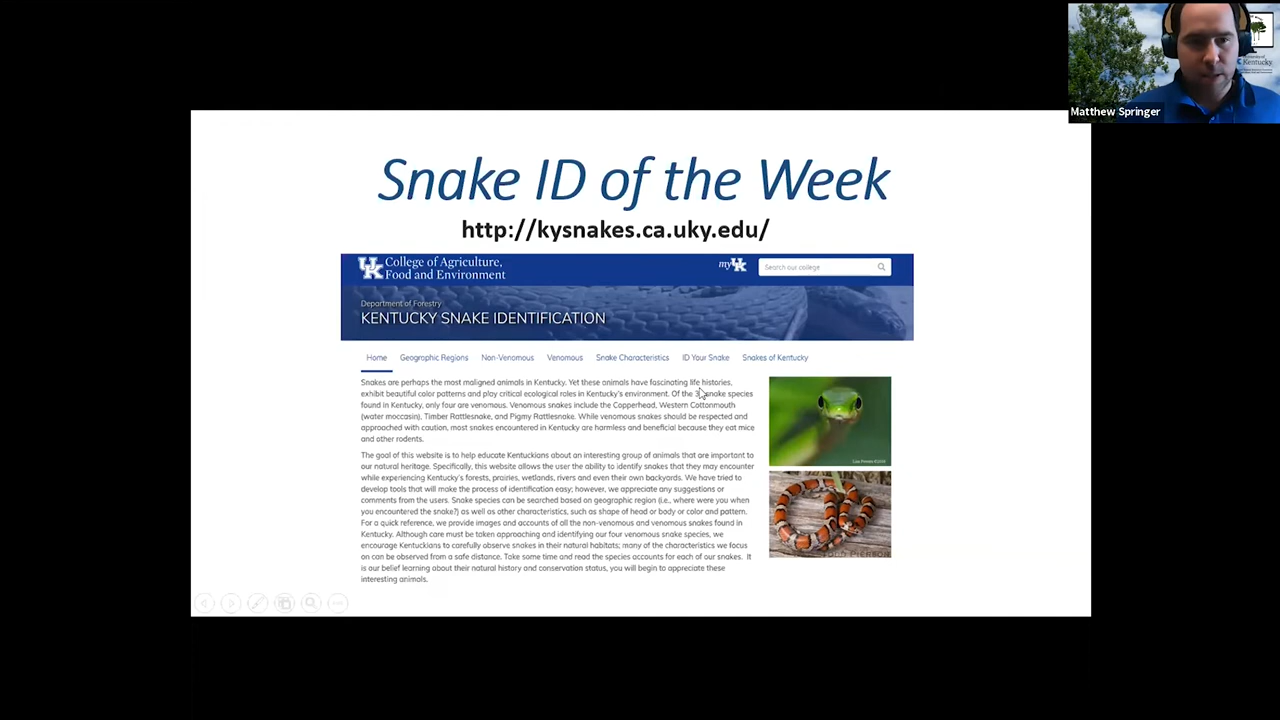 Matthew Springer
Snake ID of the Week
http://kysnakes.ca.uky.edu/
UK College of Agriculture,
Food and Environment
my UK
Search our college
Department of Forestry
KENTUCKY SNAKE IDENTIFICATION
Home Geographic Regions Non-Venomous Venomous Snake Characteristics ID Your Snake Snakes of Kentucky
Snakes are perhaps the most maligned animals in Kentucky. Yet these animals have fascinating life histories,
exhibit beautiful color patterns and play critical ecological roles in Kentucky's environment. Of the snake species
found in Kentucky, only four are venomous. Venomous snakes include the Copperhead, Western Cottonmouth
(water moccasin), Timber Rattlesnake, and Pigmy Rattlesnake. While venomous snakes should be respected and
approached with caution, most snakes encountered in Kentucky are harmless and beneficial because they eat mice
and other rodents.
The goal of this website is to help educate Kentuckians about an interesting group of animals that are important to
our natural heritage. Specifically, this website allows the user the ability to identify snakes that they may encounter
while experiencing Kentucky's forests, prairies, wetlands, rivers and even their own backyards. We have tried to
develop tools that will make the process of identification easy; however, we appreciate any suggestions or
comments from the users. Snake species can be searched based on geographic region (i.e., where were you when
you encountered the snake?) as well as other characteristics, such as shape of head or body or color and pattern.
For a quick reference, we provide images and accounts of all the non-venomous and venomous snakes found in
Kentucky. Although care must be taken approaching and identifying our four venomous snake species, we
encourage Kentuckians to carefully observe snakes in their natural habitats; many of the characteristics we focus
on can be observed from a safe distance. Take some time and read the species accounts for each of our snakes. It
is our belief learning about their natural history and conservation status, you will begin to appreciate these
interesting animals.
Kentucky